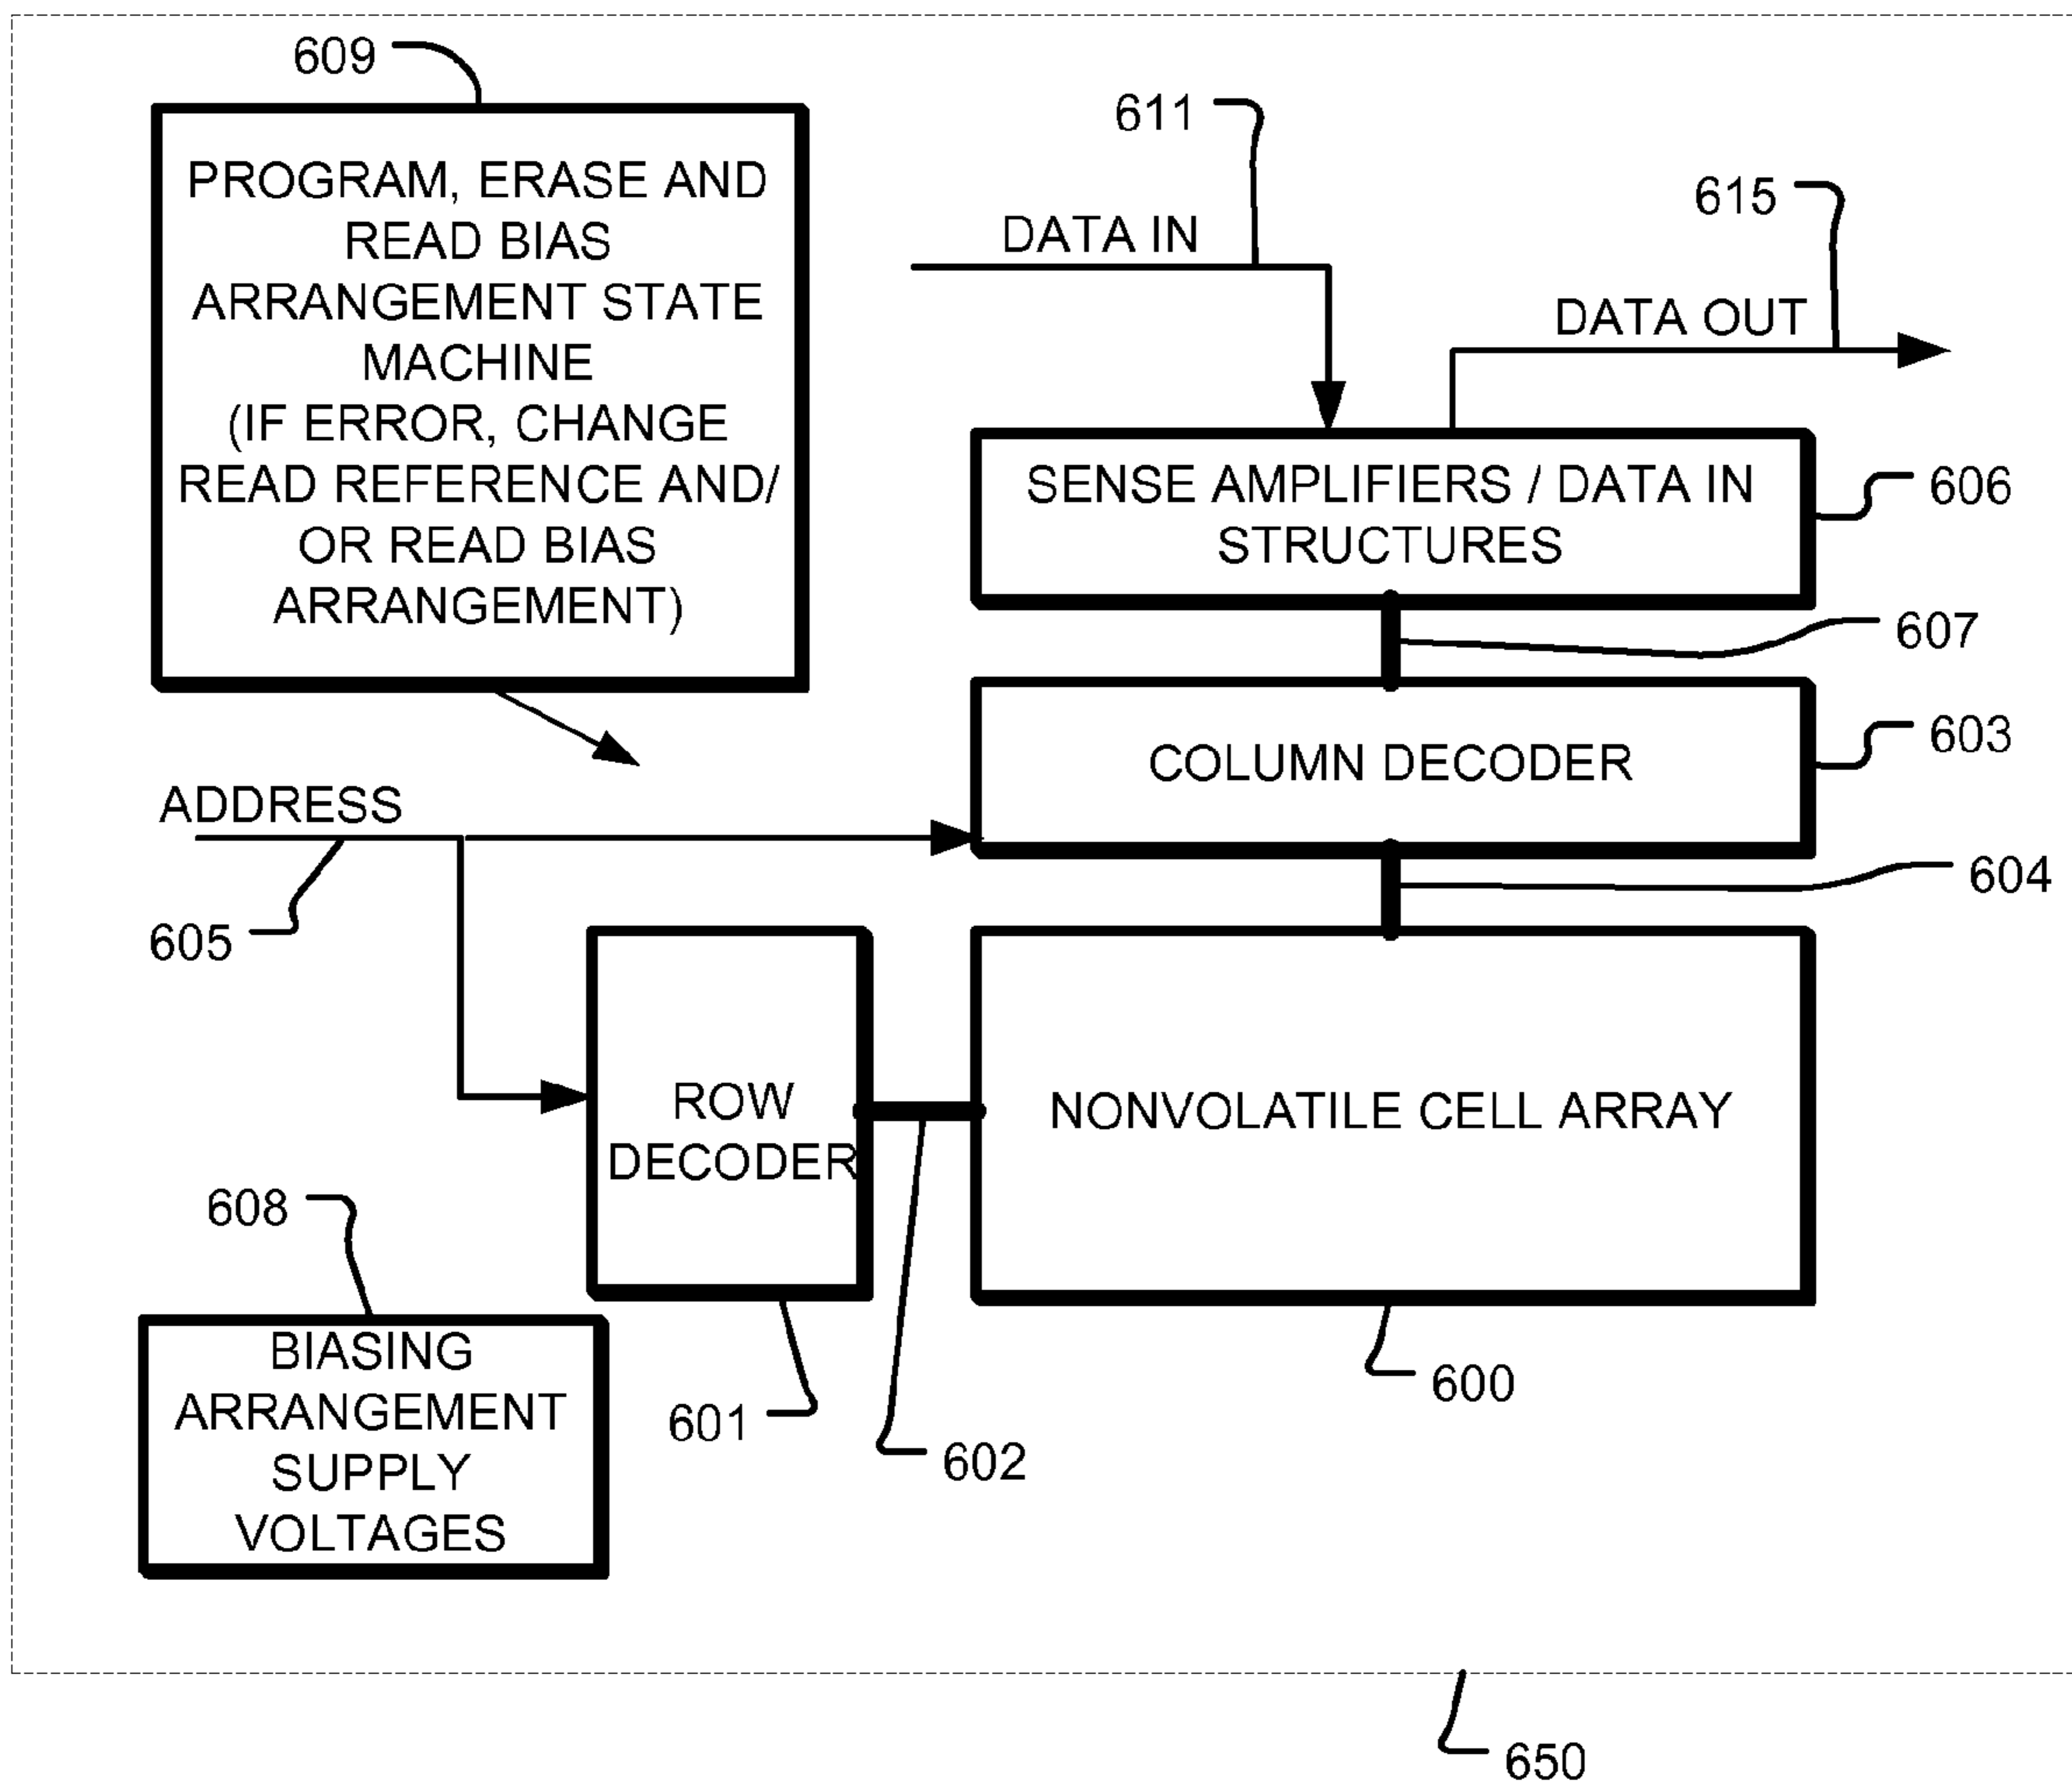 609
PROGRAM, ERASE AND
READ BIAS
ARRANGEMENT STATE
MACHINE
(IF ERROR, CHANGE
READ REFERENCE AND/
OR READ BIAS
ARRANGEMENT)
611
DATA IN
615
DATA OUT
SENSE AMPLIFIERS / DATA IN
STRUCTURES
606
607
COLUMN DECODER
603
ADDRESS
605
604
ROW
DECODER
601
602
NONVOLATILE CELL ARRAY
600
608
BIASING
ARRANGEMENT
SUPPLY
VOLTAGES
650